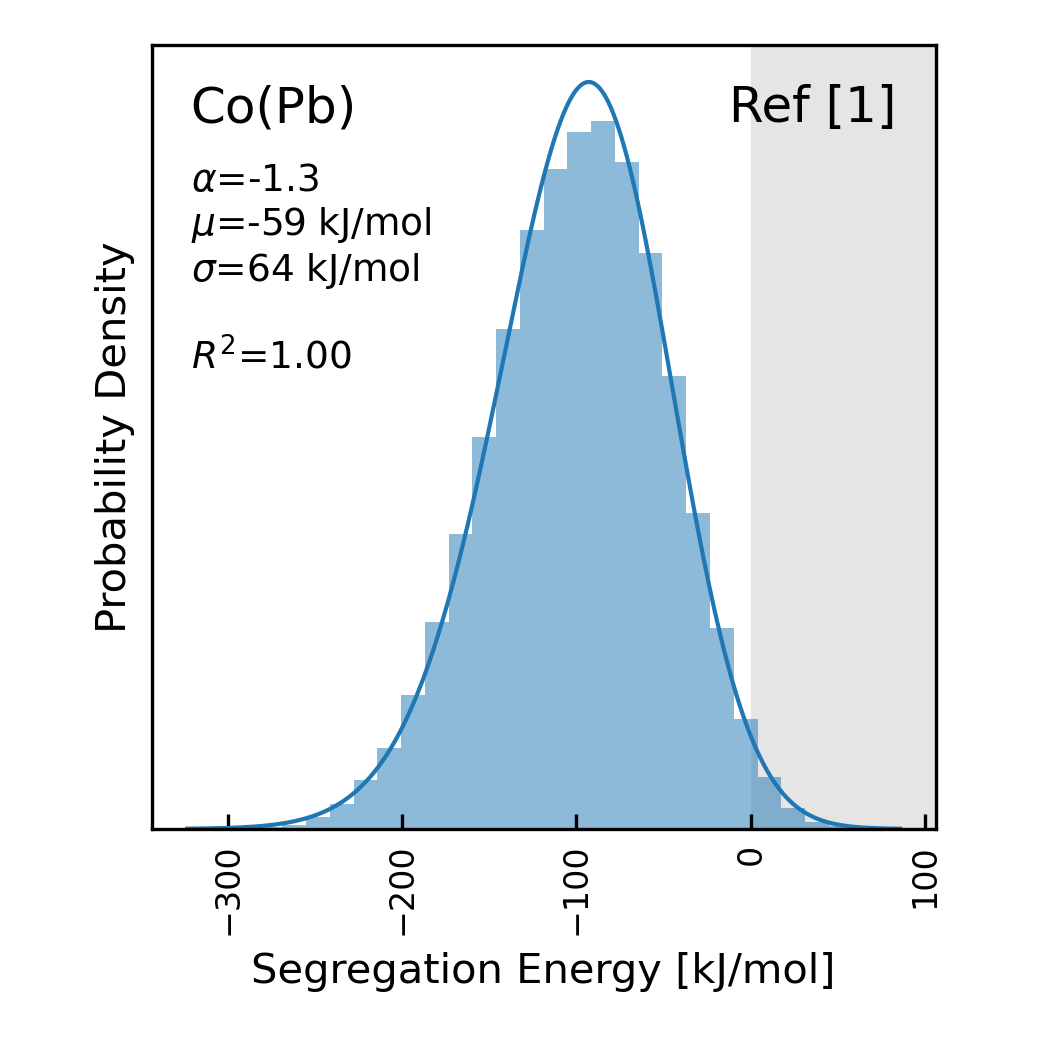 Co(Pb)
Ref [1]
α=-1.3
μ=-59 kJ/mol
σ=64 kJ/mol
R²=1.00
Probability Density
−300
−200
−100
0
100
Segregation Energy [kJ/mol]